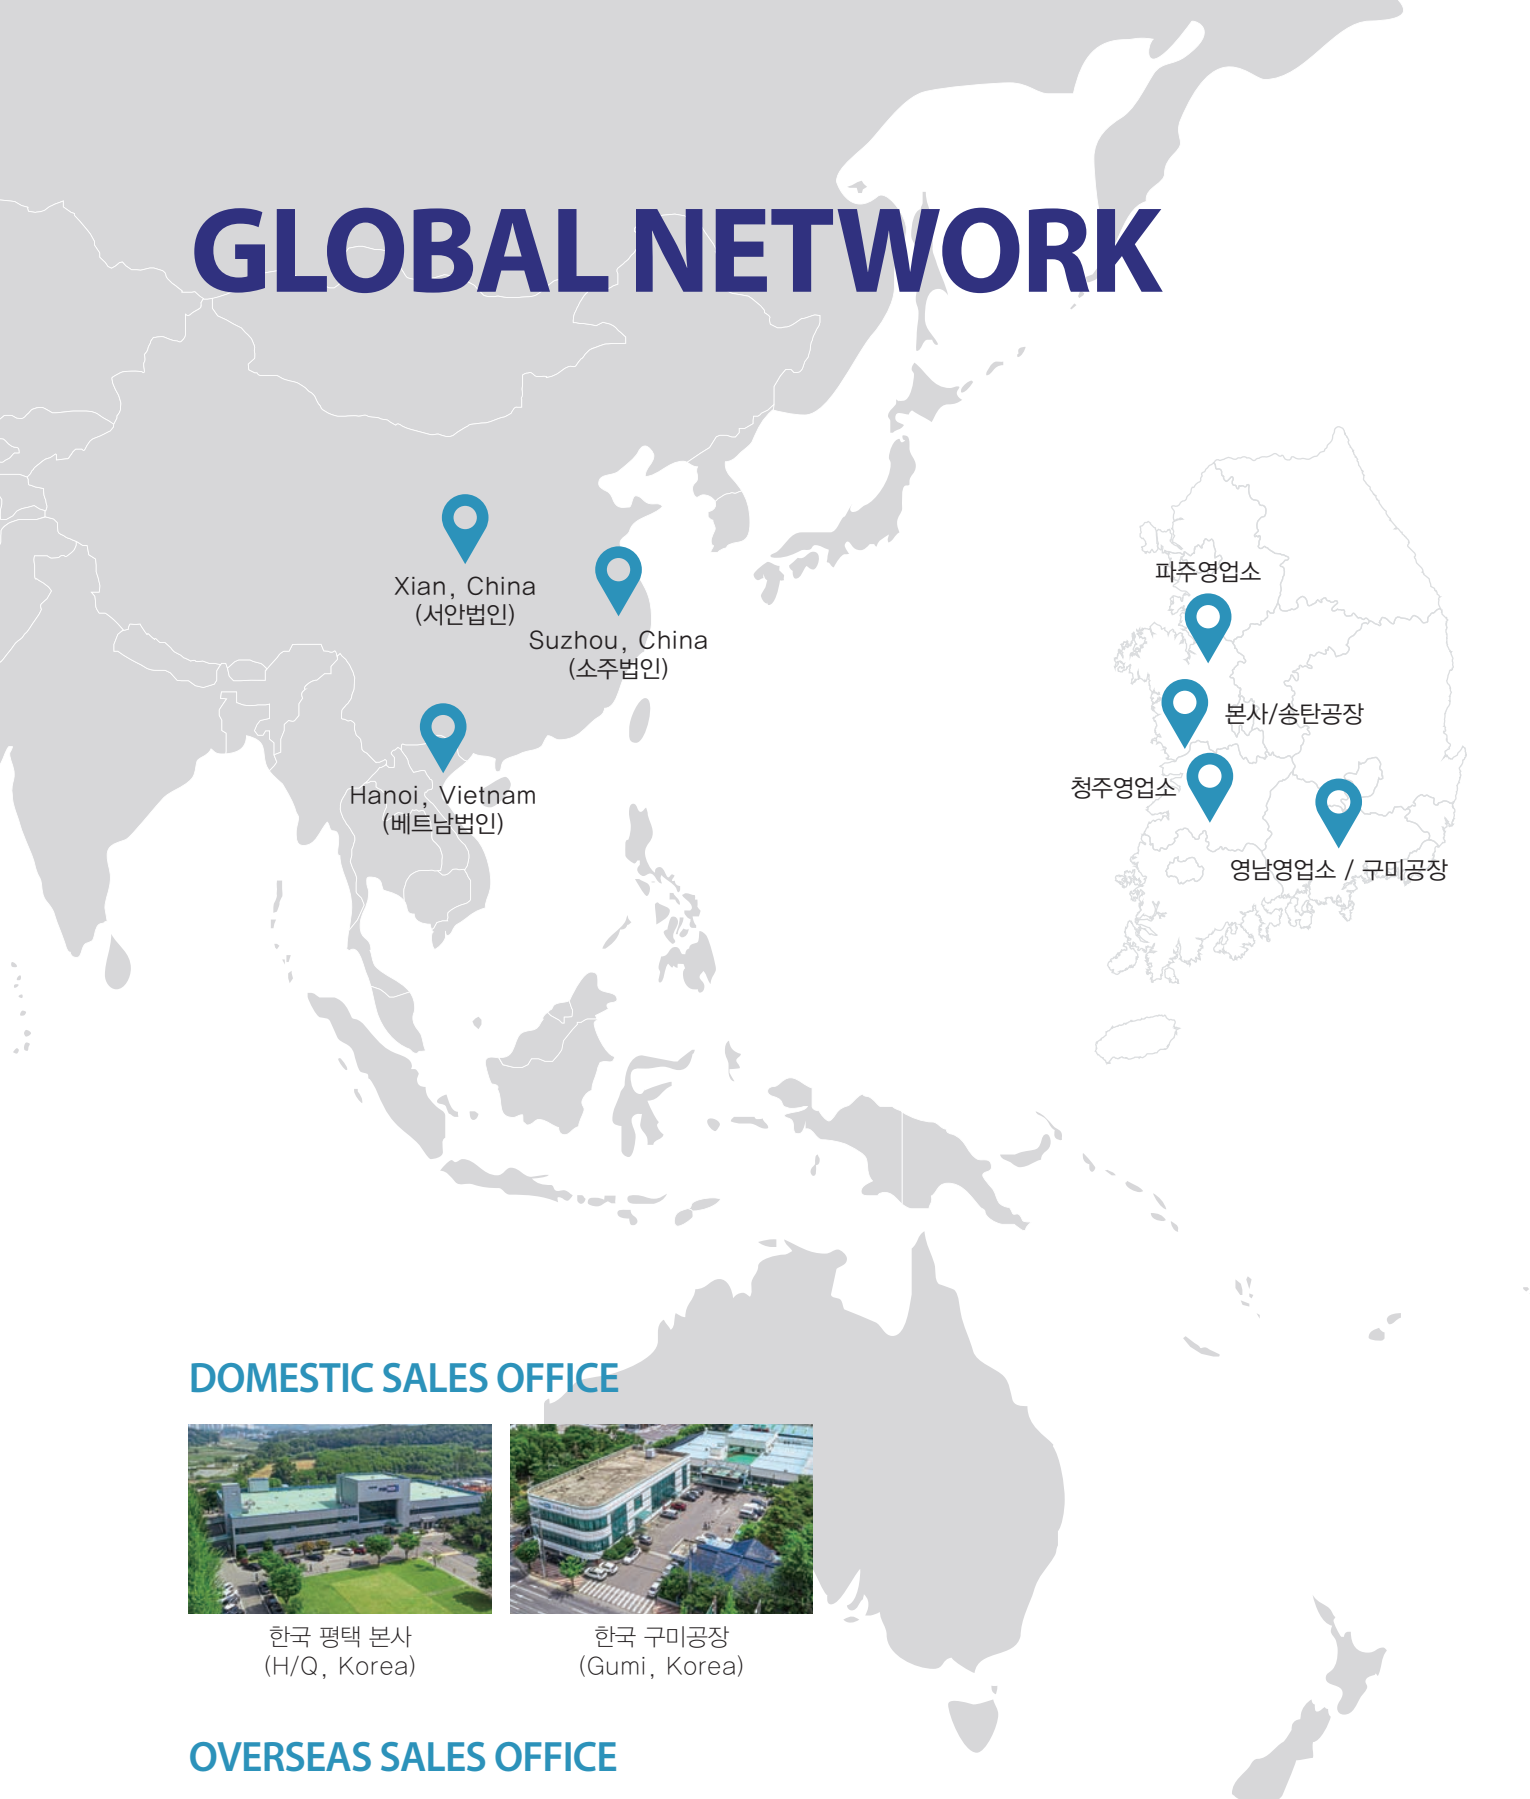 GLOBAL NETWORK
Xian, China
(서안법인)
Suzhou, China
(소주법인)
Hanoi, Vietnam
(베트남법인)
파주영업소
본사/송탄공장
청주영업소
영남영업소 / 구미공장
DOMESTIC SALES OFFICE
한국 평택 본사
(H/Q, Korea)
한국 구미공장
(Gumi, Korea)
OVERSEAS SALES OFFICE